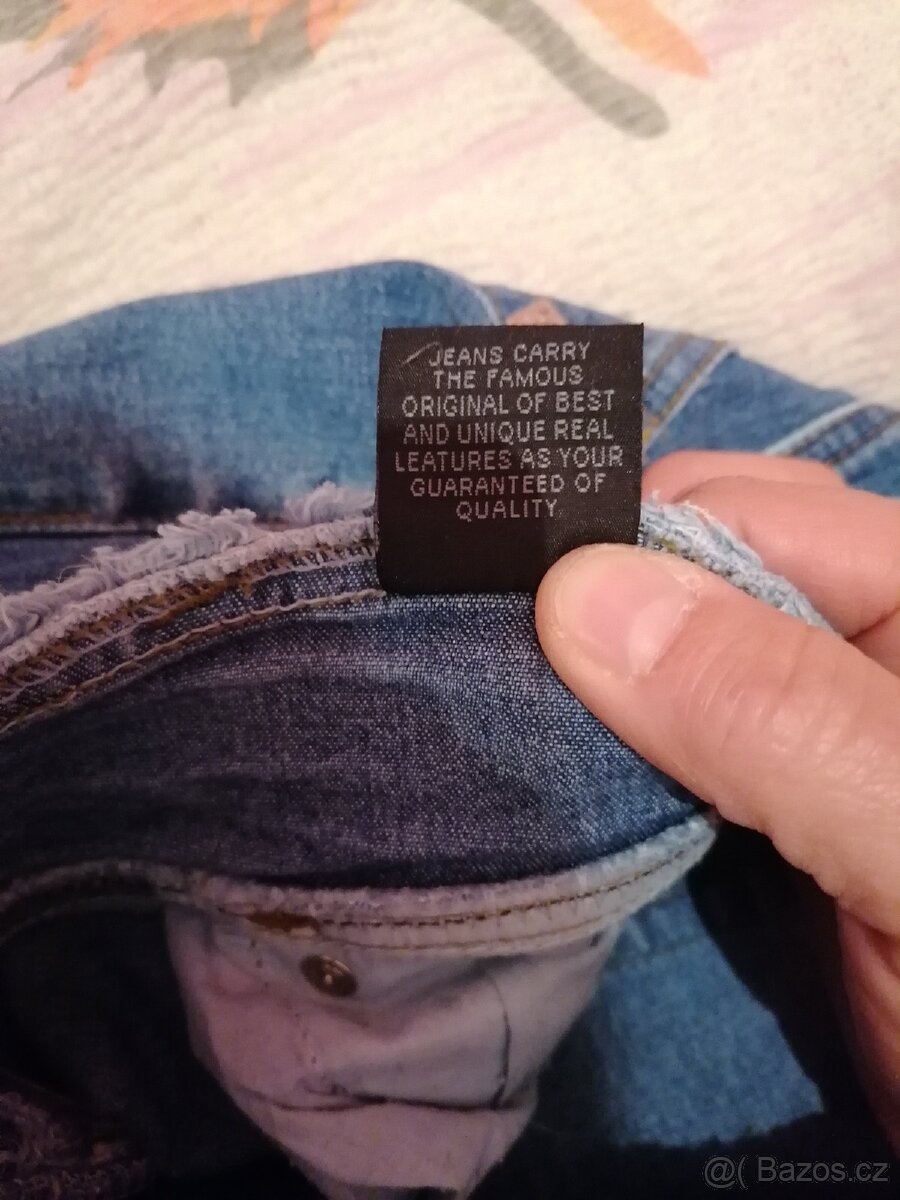 JEANS CARRY
THE FAMOUS
ORIGINAL OF BEST
AND UNIQUE REAL
LEATURES AS YOUR
GUARANTEED OF
QUALITY
@( Bazos.cz